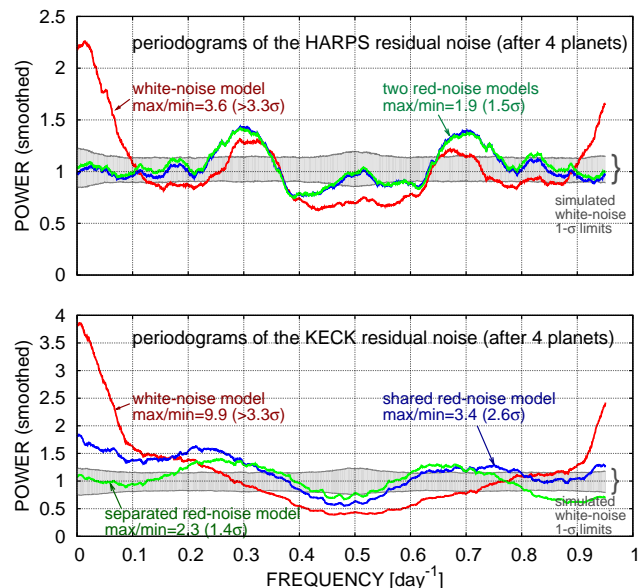 periodograms of the HARPS residual noise (after 4 planets)
white-noise model
max/min=3.6 (>3.3σ)
two red-noise models
max/min=1.9 (1.5σ)
}
simulated
white-noise
1-σ limits
POWER (smoothed)
2.5
2
1.5
1
0.5
0
periodograms of the KECK residual noise (after 4 planets)
white-noise model
max/min=9.9 (>3.3σ)
shared red-noise model
max/min=3.4 (2.6σ)
separated red-noise model
max/min=2.3 (1.4σ)
}
simulated
white-noise
1-σ limits
POWER (smoothed)
4
3.5
3
2.5
2
1.5
1
0.5
0
0 0.1 0.2 0.3 0.4 0.5 0.6 0.7 0.8 0.9 1
FREQUENCY [day⁻¹]